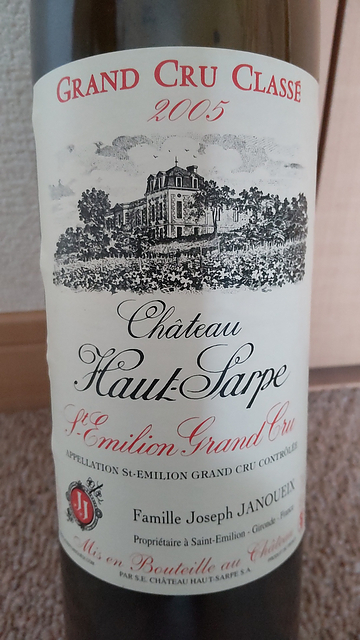 GRAND CRU CLASSÉ
2005
Château
Haut-Sarpe
St Emilion Grand Cru
APPELLATION St-EMILION GRAND CRU CONTRÔLÉE
JJ
Famille Joseph JANOUEIX
Propriétaire à Saint-Emilion - Gironde - France
Mis en Bouteille au Château
PAR S.E. CHÂTEAU HAUT-SARPE S.A.